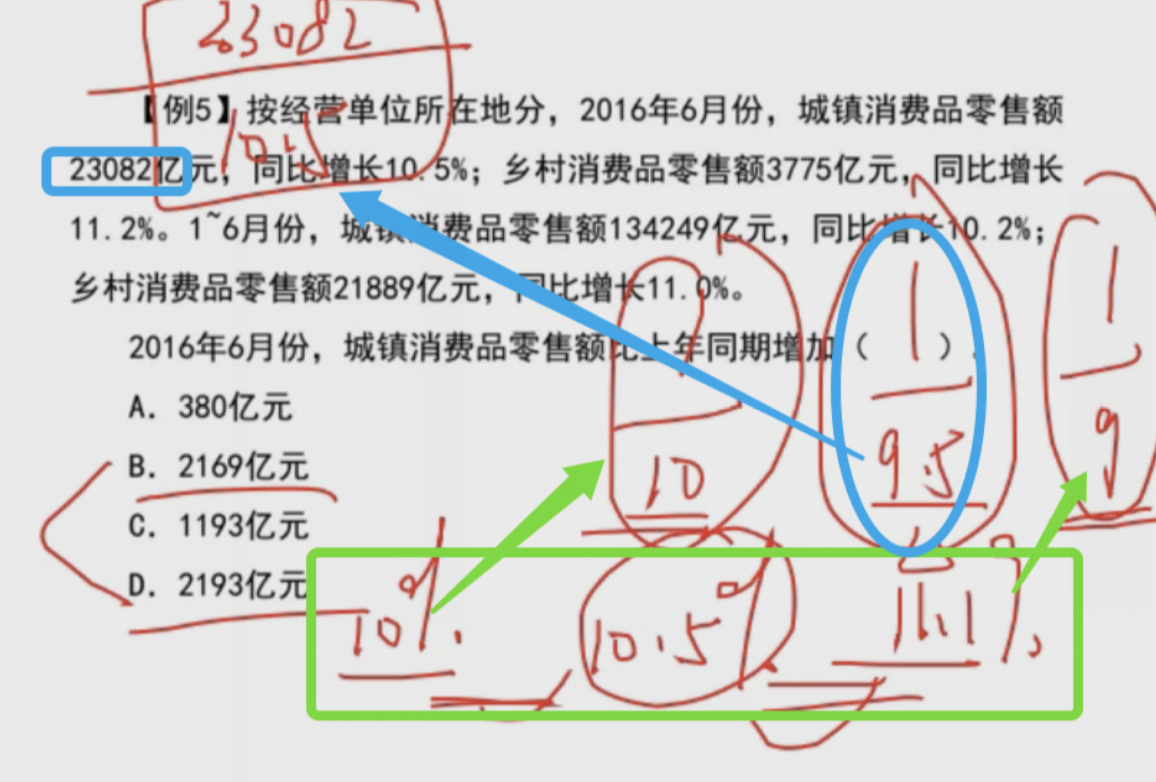 23082
【例5】按经营单位所在地分，2016年6月份，城镇消费品零售额
10.5
23082亿元，同比增长10.5%；乡村消费品零售额3775亿元，同比增长
11.2%。1~6月份，城镇消费品零售额134249亿元，同比增长10.2%；
乡村消费品零售额21889亿元，同比增长11.0%。
2016年6月份，城镇消费品零售额比上年同期增加（ ）。
1 1 1
A. 380亿元
10 9.5 9
B. 2169亿元
C. 1193亿元
D. 2193亿元
10% 10.5% 11.1%